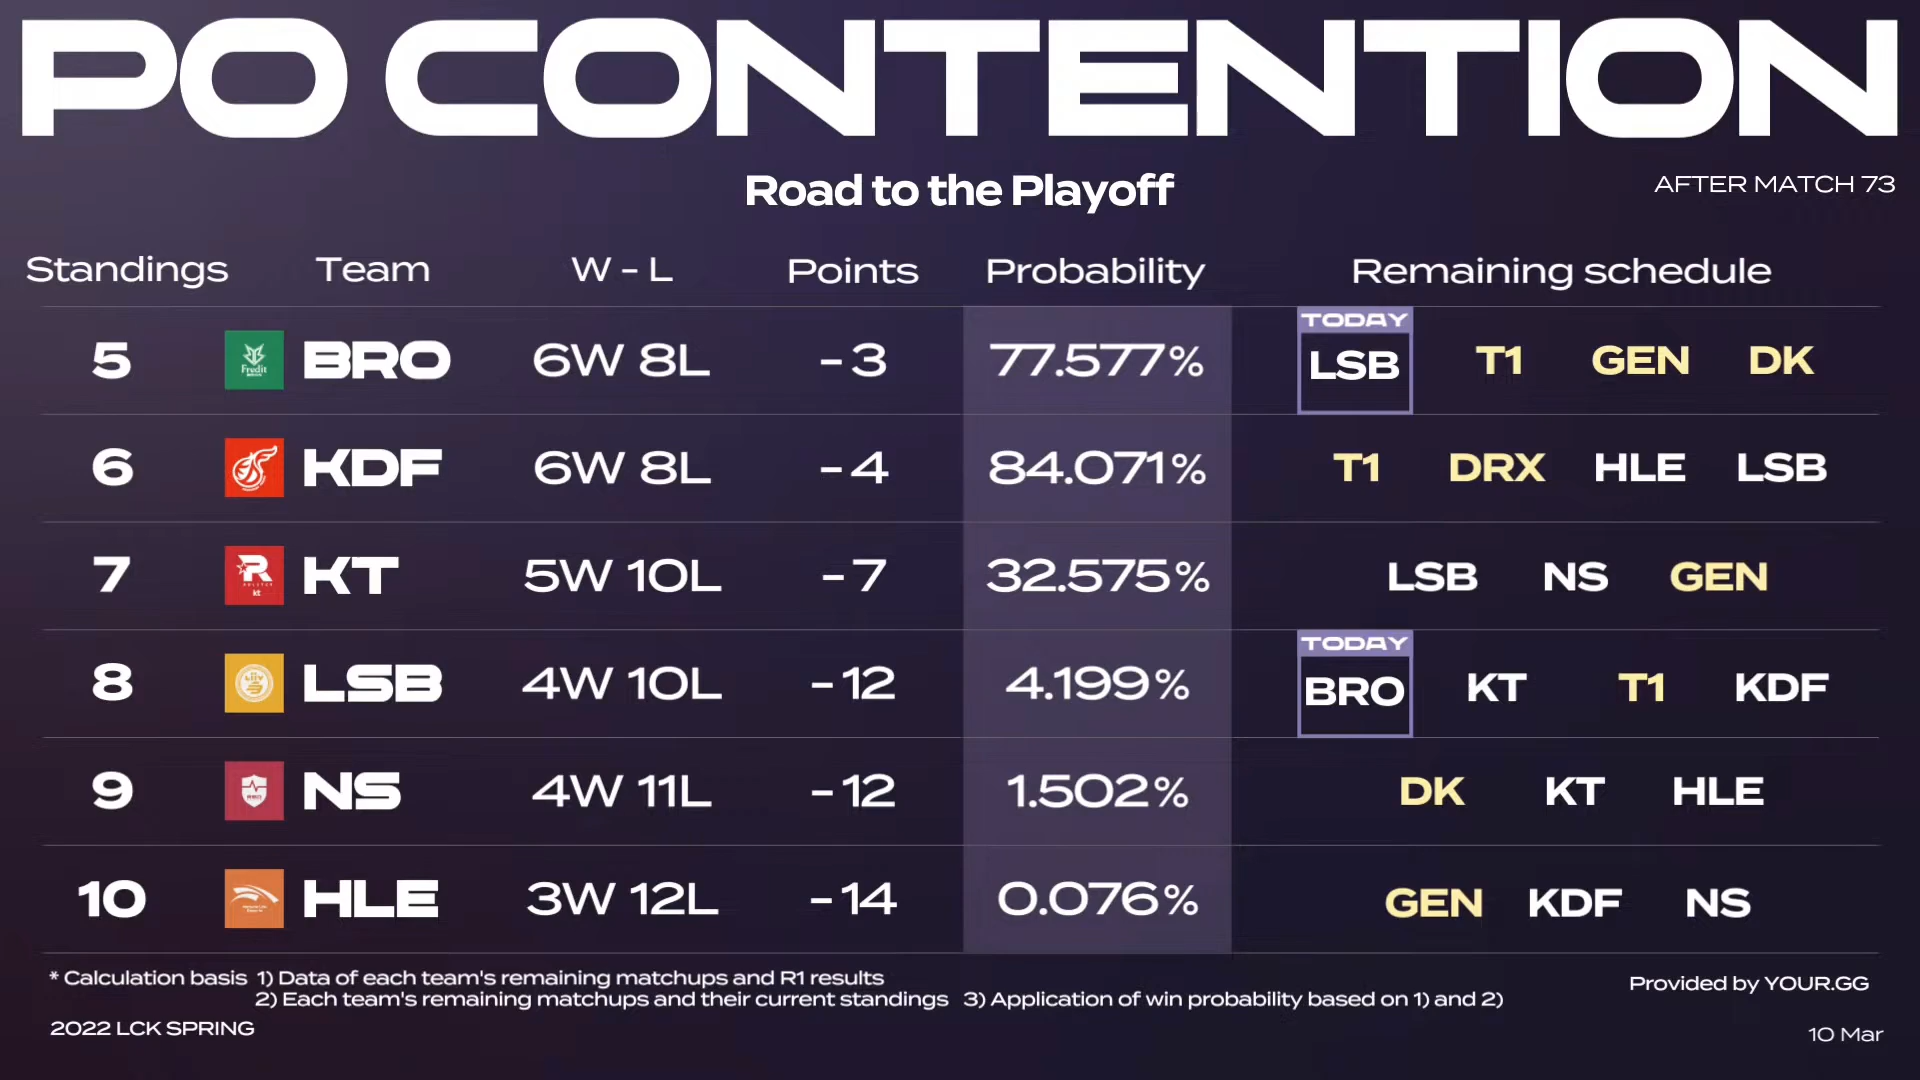 PO CONTENTION
Road to the Playoff
AFTER MATCH 73
Standings Team W - L Points Probability Remaining schedule
5 Fredit BRO 6W 8L -3 77.577% TODAY LSB T1 GEN DK
6 KDF 6W 8L -4 84.071% T1 DRX HLE LSB
7 R kt KT 5W 10L -7 32.575% LSB NS GEN
8 LSB 4W 10L -12 4.199% TODAY BRO KT T1 KDF
9 NS 4W 11L -12 1.502% DK KT HLE
10 HLE 3W 12L -14 0.076% GEN KDF NS
* Calculation basis 1) Data of each team's remaining matchups and R1 results
2) Each team's remaining matchups and their current standings 3) Application of win probability based on 1) and 2)
Provided by YOUR.GG
2022 LCK SPRING
10 Mar